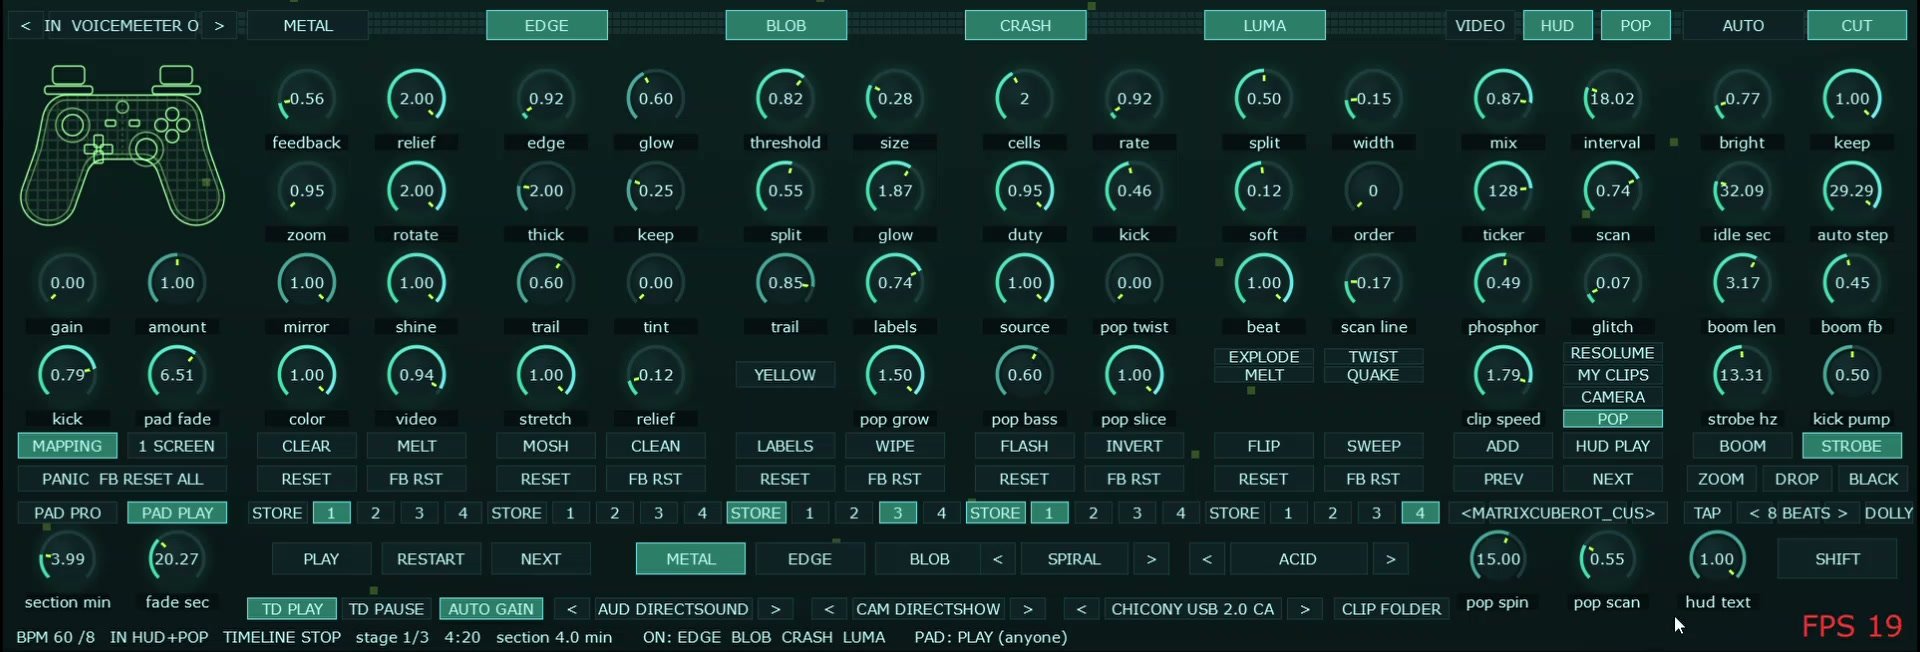 < IN VOICEMEETER O > METAL EDGE BLOB CRASH LUMA VIDEO HUD POP AUTO CUT
0.56 2.00 0.92 0.60 0.82 0.28 2 0.92 0.50 0.15 0.87 18.02 0.77 1.00
feedback relief edge glow threshold size cells rate split width mix interval bright keep
0.95 2.00 2.00 0.25 0.55 1.87 0.95 0.46 0.12 0 128 0.74 32.09 29.29
zoom rotate thick keep split glow duty kick soft order ticker scan idle sec auto step
0.00 1.00 1.00 1.00 0.60 0.00 0.85 0.74 1.00 0.00 1.00 0.17 0.49 0.07 3.17 0.45
gain amount mirror shine trail tint trail labels source pop twist beat scan line phosphor glitch boom len boom fb
EXPLODE TWIST RESOLUME
0.79 6.51 1.00 0.94 1.00 0.12 YELLOW 1.50 0.60 1.00 MELT QUAKE 1.79 MY CLIPS 13.31 0.50
CAMERA
kick pad fade color video stretch relief pop grow pop bass pop slice clip speed POP strobe hz kick pump
MAPPING 1 SCREEN CLEAR MELT MOSH CLEAN LABELS WIPE FLASH INVERT FLIP SWEEP ADD HUD PLAY BOOM STROBE
PANIC FB RESET ALL RESET FB RST RESET FB RST RESET FB RST RESET FB RST RESET FB RST PREV NEXT ZOOM DROP BLACK
PAD PRO PAD PLAY STORE 1 2 3 4 STORE 1 2 3 4 STORE 1 2 3 4 STORE 1 2 3 4 STORE 1 2 3 4 <MATRIXCUBEROT_CUS> TAP < 8 BEATS > DOLLY
3.99 20.27 PLAY RESTART NEXT METAL EDGE BLOB < SPIRAL > < ACID > 15.00 0.55 1.00 SHIFT
section min fade sec pop spin pop scan hud text
TD PLAY TD PAUSE AUTO GAIN < AUD DIRECTSOUND > < CAM DIRECTSHOW > < CHICONY USB 2.0 CA > CLIP FOLDER
BPM 60 /8 IN HUD+POP TIMELINE STOP stage 1/3 4:20 section 4.0 min ON: EDGE BLOB CRASH LUMA PAD: PLAY (anyone) FPS 19